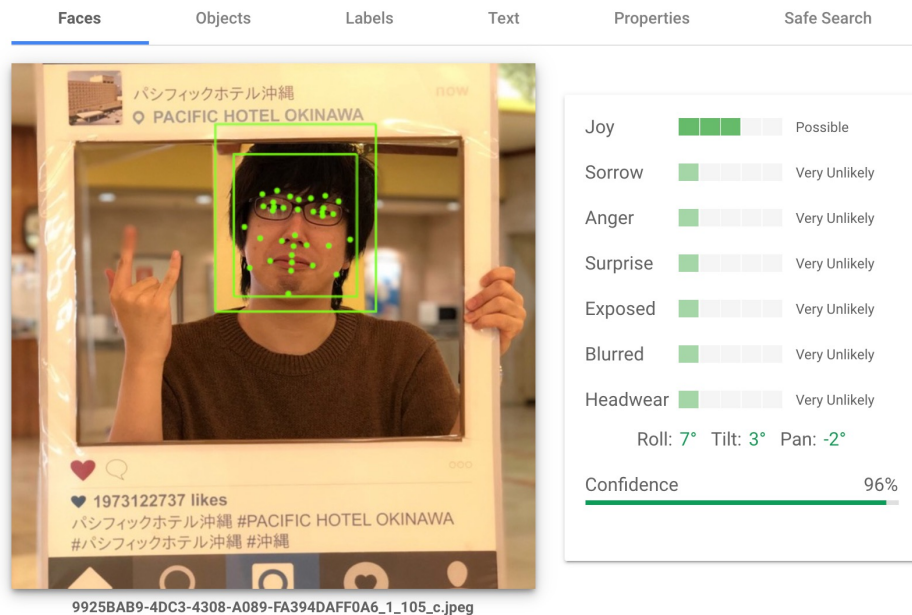 Faces Objects Labels Text Properties Safe Search
パシフィックホテル沖縄
now
PACIFIC HOTEL OKINAWA
1973122737 likes
パシフィックホテル沖縄 #PACIFIC HOTEL OKINAWA
#パシフィックホテル沖縄 #沖縄
9925BAB9-4DC3-4308-A089-FA394DAFF0A6_1_105_c.jpeg
Joy Possible
Sorrow Very Unlikely
Anger Very Unlikely
Surprise Very Unlikely
Exposed Very Unlikely
Blurred Very Unlikely
Headwear Very Unlikely
Roll: 7° Tilt: 3° Pan: -2°
Confidence 96%